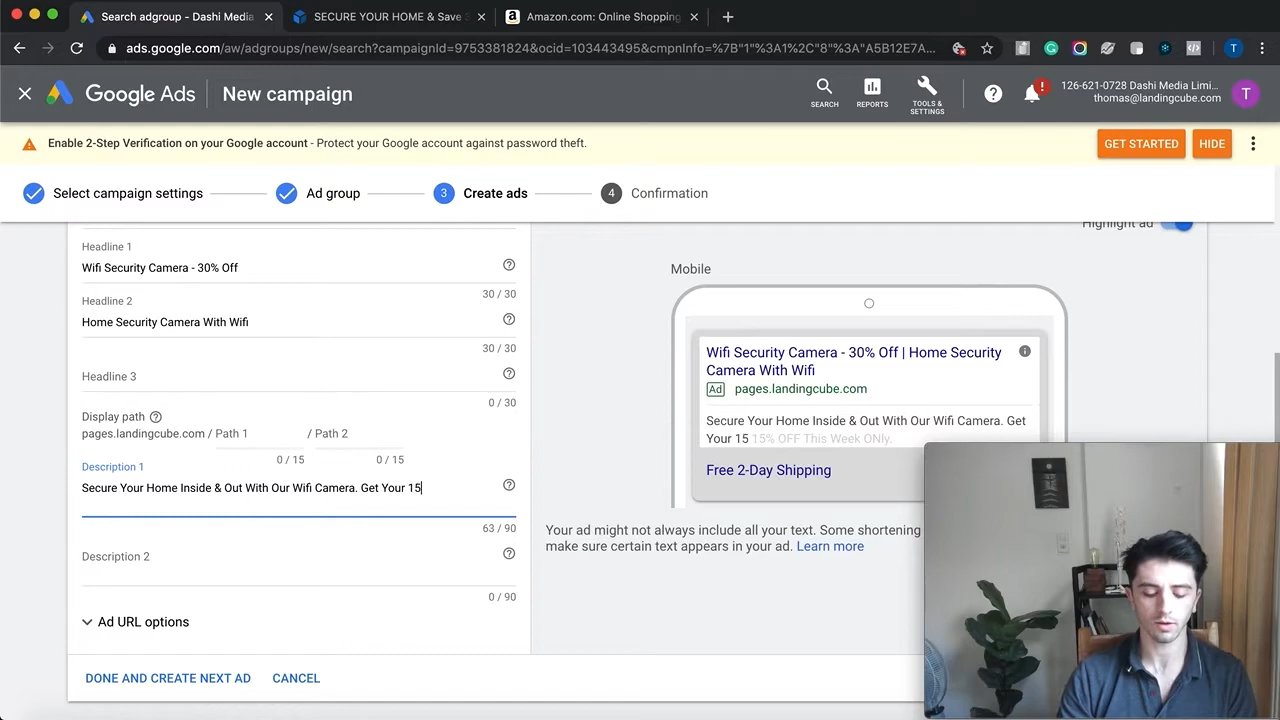 Search adgroup - Dashi Media
SECURE YOUR HOME & Save
Amazon.com: Online Shopping
ads.google.com/aw/adgroups/new/search?campaignId=9753381824&ocid=103443495&cmpnInfo=%7B"1"%3A1%2C"8"%3A"A5B12E7A...
T
Google Ads
New campaign
SEARCH
REPORTS
TOOLS &
SETTINGS
126-621-0728 Dashi Media Limi...
thomas@landingcube.com
T
Enable 2-Step Verification on your Google account - Protect your Google account against password theft.
GET STARTED
HIDE
Select campaign settings
Ad group
3 Create ads
4 Confirmation
Highlight ad
Headline 1
Wifi Security Camera - 30% Off
30 / 30
Headline 2
Home Security Camera With Wifi
30 / 30
Headline 3
0 / 30
Display path
pages.landingcube.com / Path 1 / Path 2
0 / 15 0 / 15
Description 1
Secure Your Home Inside & Out With Our Wifi Camera. Get Your 15
63 / 90
Description 2
0 / 90
Ad URL options
DONE AND CREATE NEXT AD CANCEL
Mobile
Wifi Security Camera - 30% Off | Home Security
Camera With Wifi
Ad pages.landingcube.com
Secure Your Home Inside & Out With Our Wifi Camera. Get
Your 15 15% OFF This Week ONly.
Free 2-Day Shipping
Your ad might not always include all your text. Some shortening
make sure certain text appears in your ad. Learn more